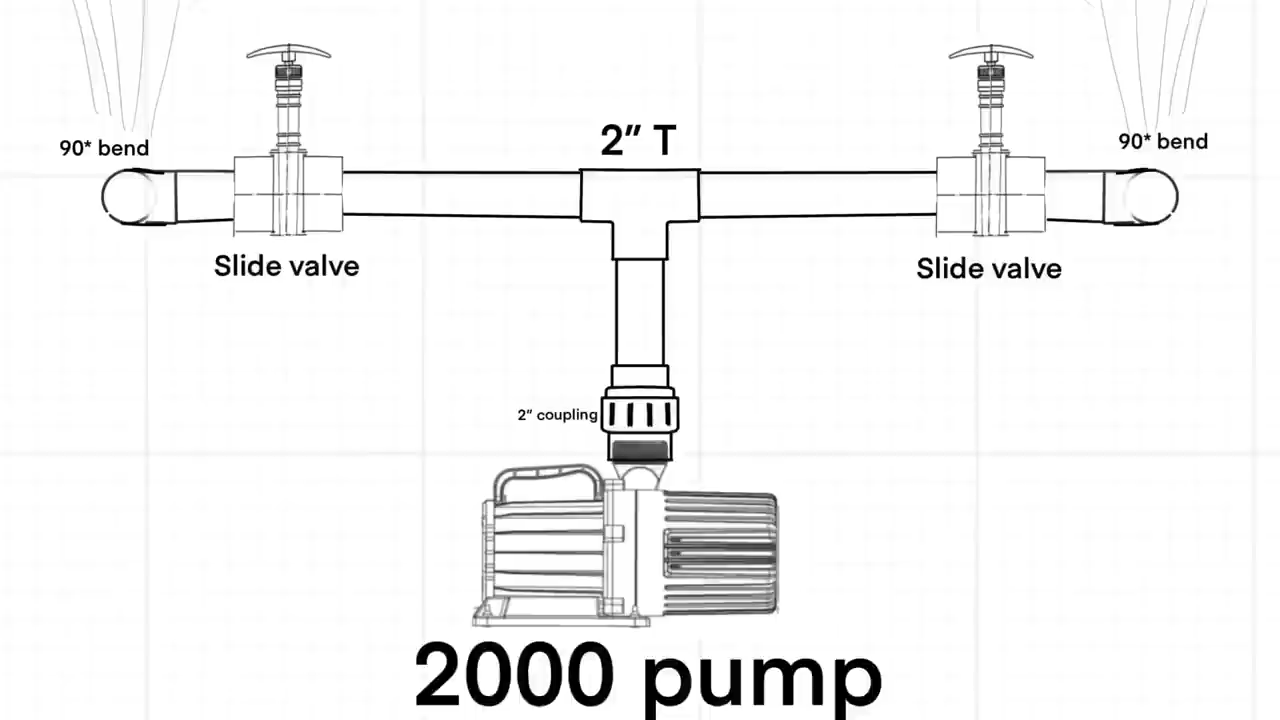 2” T
90* bend
90* bend
Slide valve
Slide valve
2” coupling
2000 pump